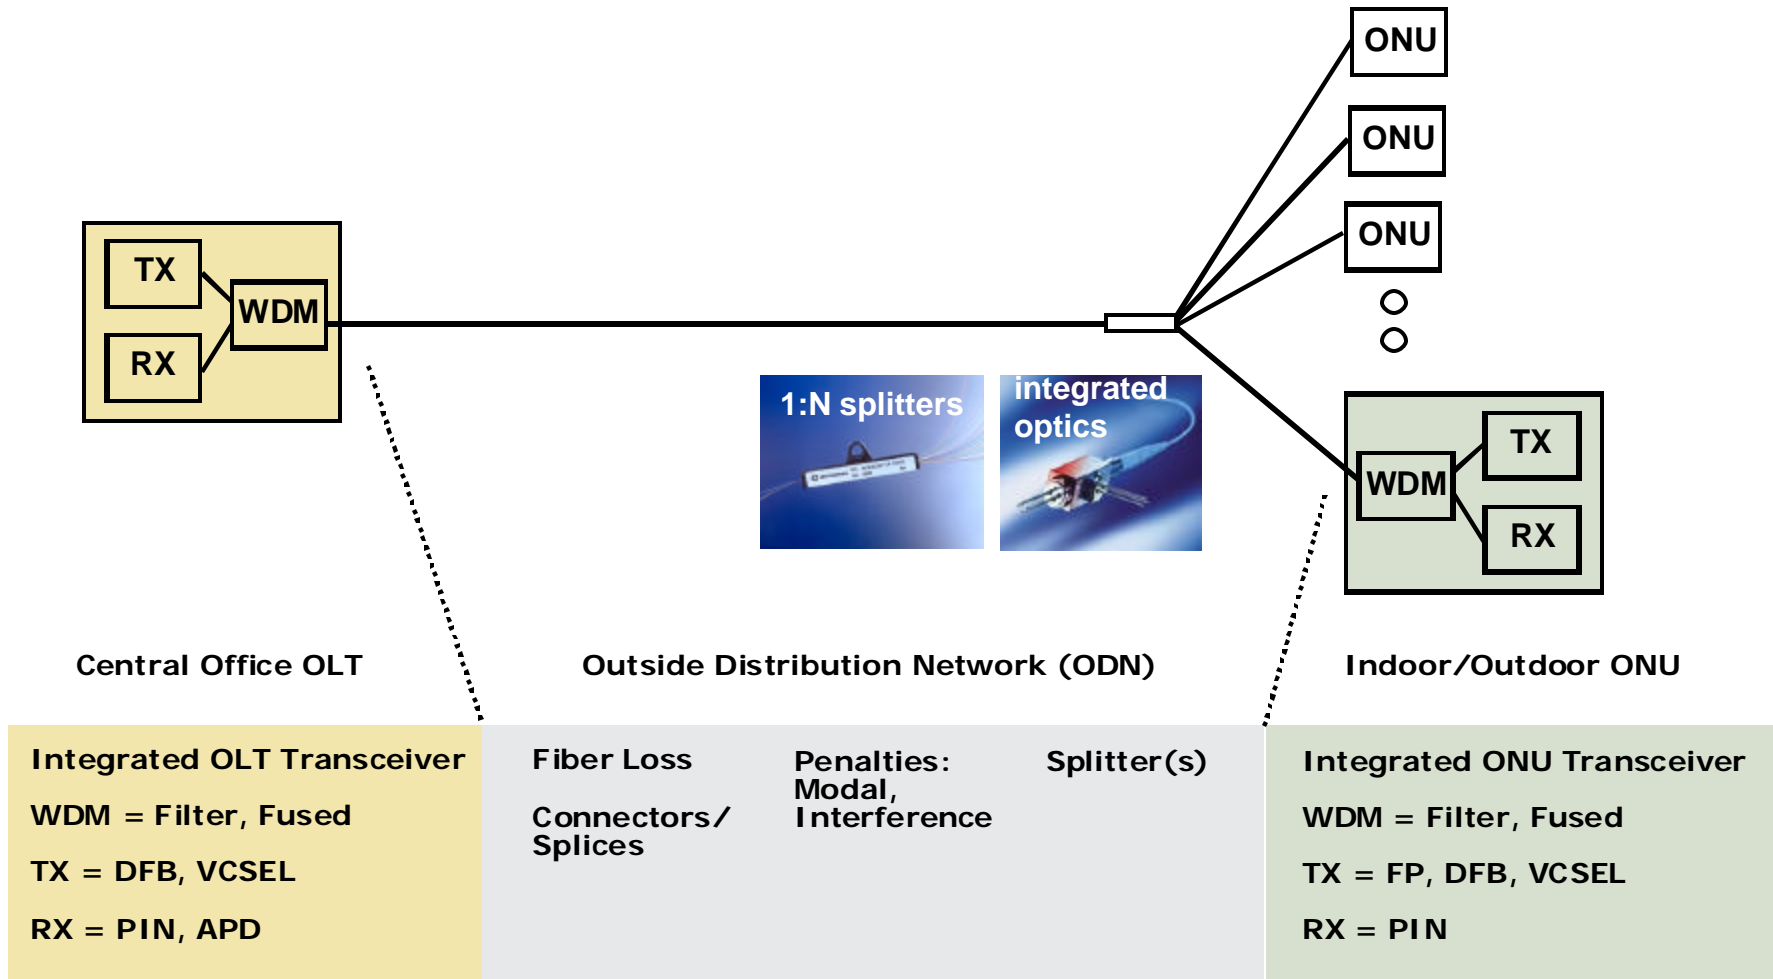 ONU
ONU
ONU
TX
WDM
RX
1:N splitters
integrated
optics
TX
WDM
RX
Central Office OLT
Outside Distribution Network (ODN)
Indoor/Outdoor ONU
Integrated OLT Transceiver
WDM = Filter, Fused
TX = DFB, VCSEL
RX = PIN, APD
Fiber Loss
Connectors/
Splices
Penalties:
Modal,
Interference
Splitter(s)
Integrated ONU Transceiver
WDM = Filter, Fused
TX = FP, DFB, VCSEL
RX = PIN